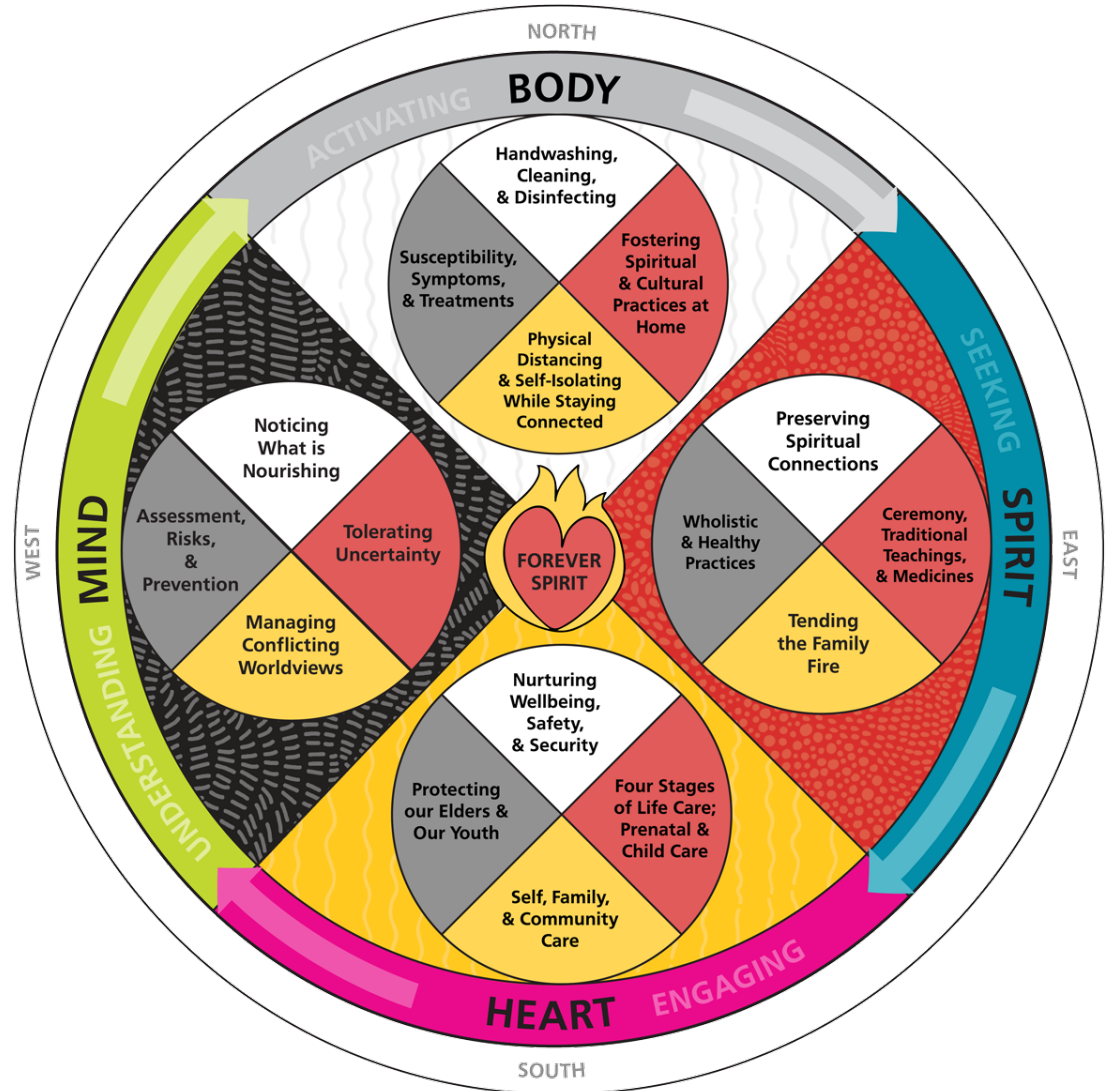 NORTH
ACTIVATING
BODY
Handwashing,
Cleaning,
& Disinfecting
Susceptibility,
Symptoms,
& Treatments
Fostering
Spiritual
& Cultural
Practices at
Home
Physical
Distancing
& Self-Isolating
While Staying
Connected
SEEKING
SPIRIT
EAST
Preserving
Spiritual
Connections
Wholistic
& Healthy
Practices
Ceremony,
Traditional
Teachings,
& Medicines
Tending
the Family
Fire
FOREVER
SPIRIT
WEST
MIND
UNDERSTANDING
Noticing
What is
Nourishing
Assessment,
Risks,
&
Prevention
Tolerating
Uncertainty
Managing
Conflicting
Worldviews
Nurturing
Wellbeing,
Safety,
& Security
Protecting
our Elders &
Our Youth
Four Stages
of Life Care;
Prenatal &
Child Care
Self, Family,
& Community
Care
HEART
ENGAGING
SOUTH